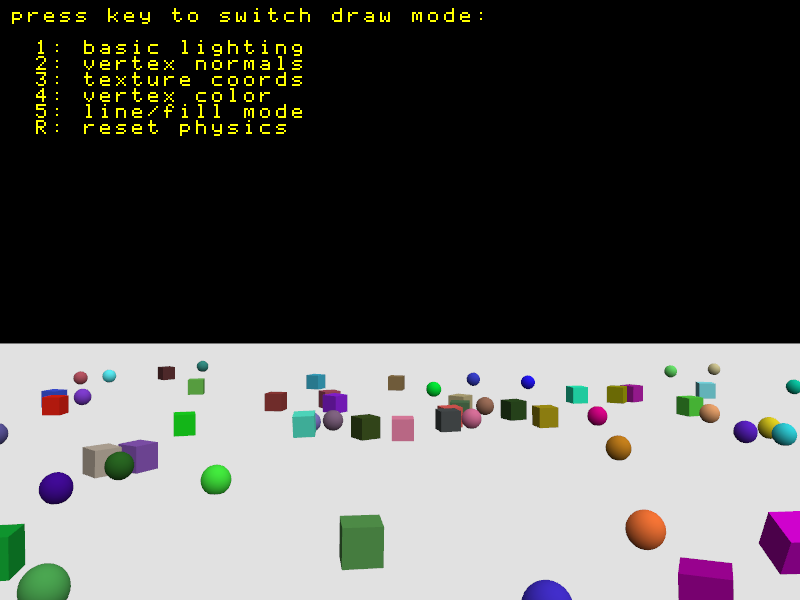 press key to switch draw mode:
1: basic lighting
2: vertex normals
3: texture coords
4: vertex color
5: line/fill mode
R: reset physics